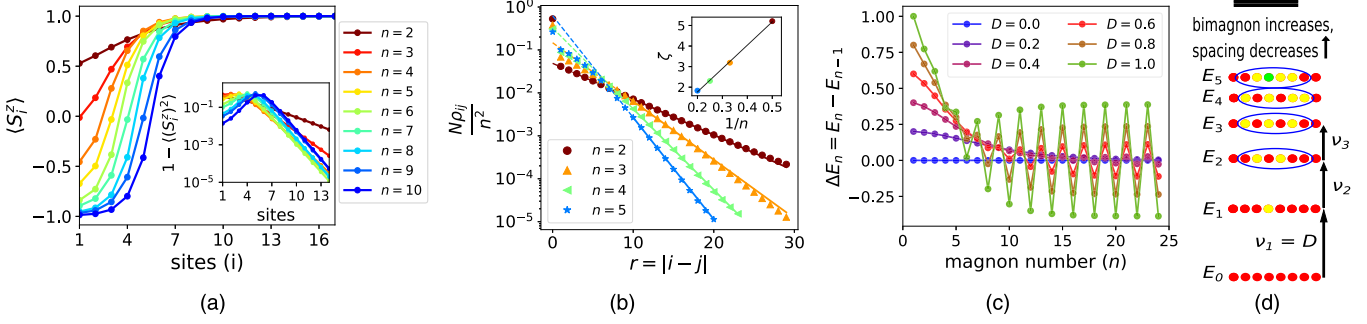 1.0
0.5
0.0
−0.5
−1.0
⟨S_i^z⟩
1 4 7 10 13 16
sites (i)
n = 2
n = 3
n = 4
n = 5
n = 6
n = 7
n = 8
n = 9
n = 10
10^{-1}
10^{-5}
1 − ⟨S_i^z⟩^2
1 4 7 10 13
sites
(a)
10^0
10^{-1}
10^{-2}
10^{-3}
10^{-4}
10^{-5}
Nρ_{ij}
n^2
0 10 20 30
r = |i − j|
n = 2
n = 3
n = 4
n = 5
5
4
3
2
ζ
0.2 0.3 0.4 0.5
1/n
(b)
1.00
0.75
0.50
0.25
0.00
−0.25
ΔE_n = E_n − E_{n−1}
0 5 10 15 20 25
magnon number (n)
D = 0.0
D = 0.2
D = 0.4
D = 0.6
D = 0.8
D = 1.0
(c)
bimagnon increases,
spacing decreases
E_5
E_4
E_3
ν_3
E_2
ν_2
E_1
ν_1 = D
E_0
(d)